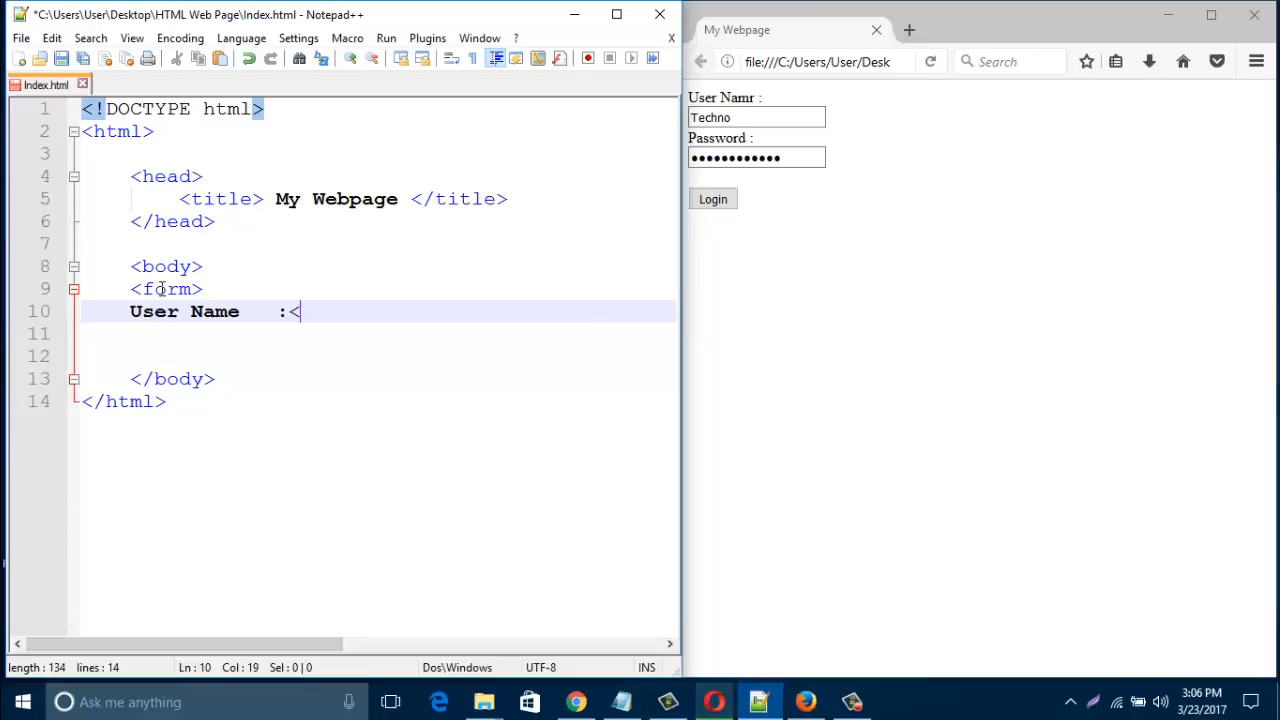 *C:\Users\User\Desktop\HTML Web Page\Index.html - Notepad++
File Edit Search View Encoding Language Settings Macro Run Plugins Window ? X
Index.html
1 <!DOCTYPE html>
2 <html>
3
4 <head>
5 <title> My Webpage </title>
6 </head>
7
8 <body>
9 <form>
10 User Name :<
11
12
13 </body>
14 </html>
length : 134 lines : 14 Ln : 10 Col : 19 Sel : 0 | 0 Dos\Windows UTF-8 INS
My Webpage
file:///C:/Users/User/Desk
Search
User Namr :
Techno
Password :
••••••••••••
Login
Ask me anything
3:06 PM
3/23/2017